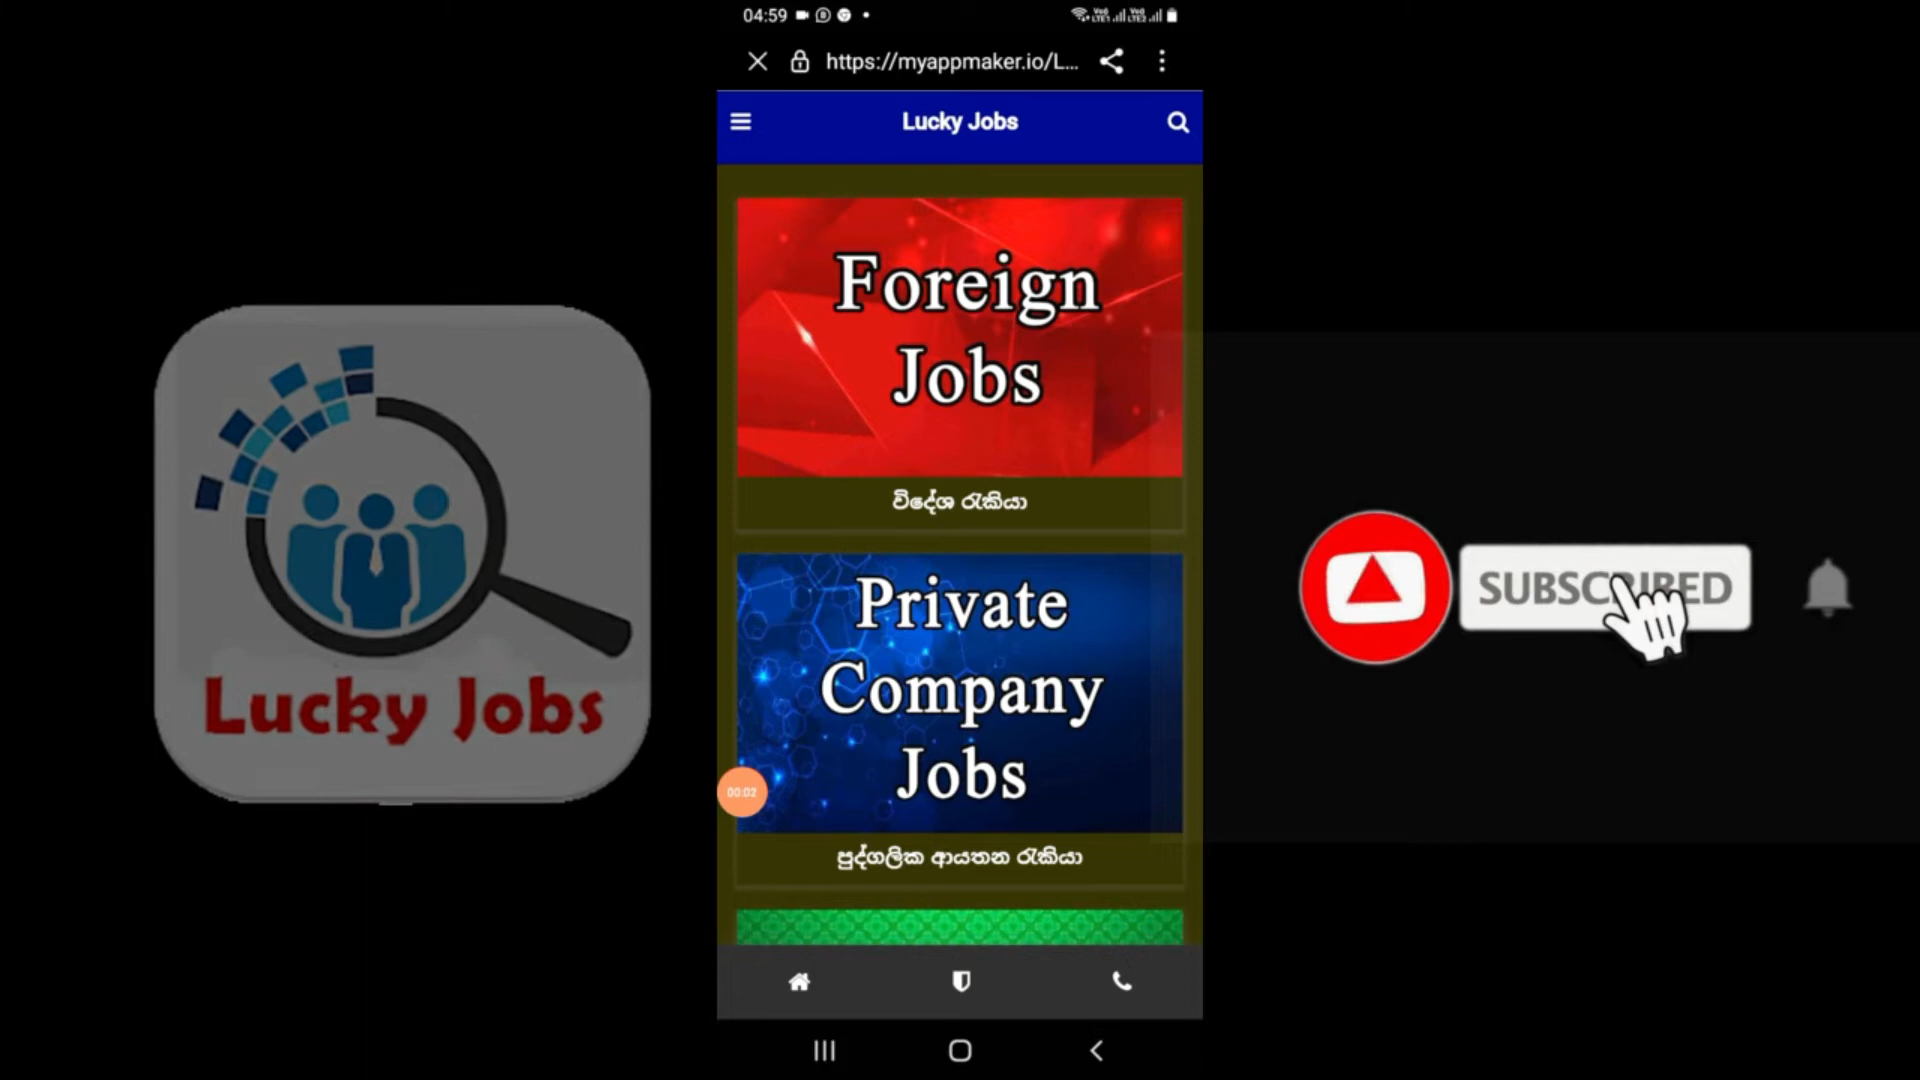 04:59
https://myappmaker.io/L...
Lucky Jobs
Foreign
Jobs
විදේශ රැකියා
Private
Company
Jobs
00:02
පුද්ගලික ආයතන රැකියා
Lucky Jobs
SUBSCRIBED